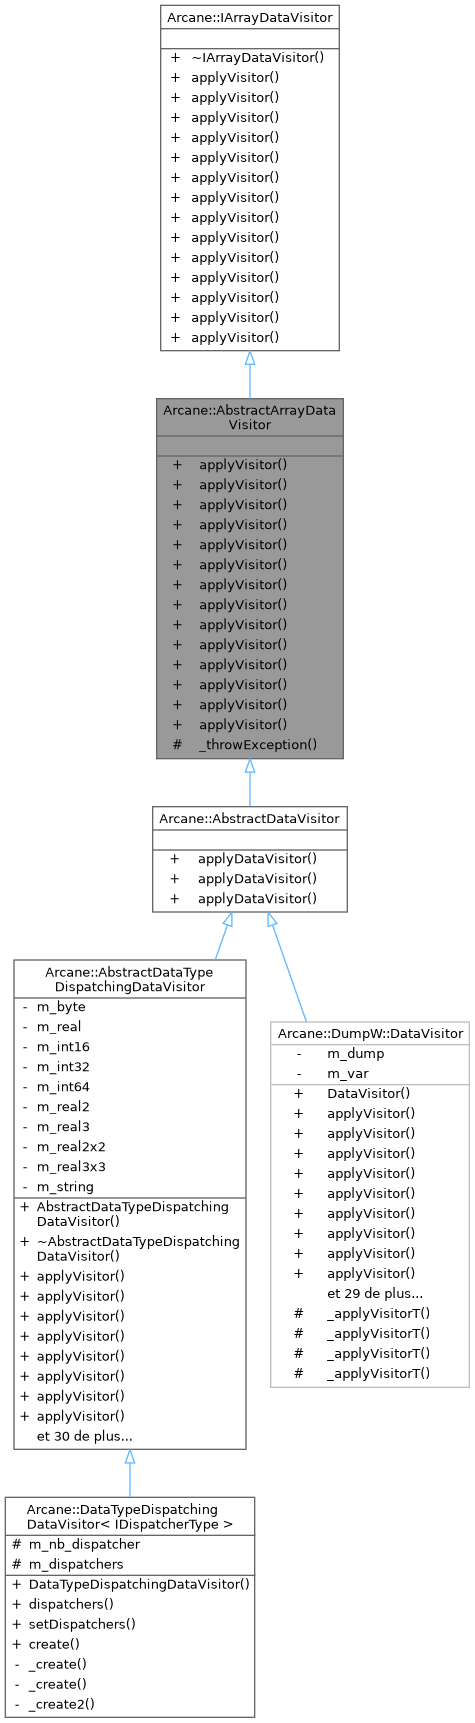 Arcane::IArrayDataVisitor
+ ~IArrayDataVisitor()
+ applyVisitor()
+ applyVisitor()
+ applyVisitor()
+ applyVisitor()
+ applyVisitor()
+ applyVisitor()
+ applyVisitor()
+ applyVisitor()
+ applyVisitor()
+ applyVisitor()
+ applyVisitor()
+ applyVisitor()
+ applyVisitor()
+ applyVisitor()
Arcane::AbstractArrayData
Visitor
+ applyVisitor()
+ applyVisitor()
+ applyVisitor()
+ applyVisitor()
+ applyVisitor()
+ applyVisitor()
+ applyVisitor()
+ applyVisitor()
+ applyVisitor()
+ applyVisitor()
+ applyVisitor()
+ applyVisitor()
+ applyVisitor()
+ applyVisitor()
# _throwException()
Arcane::AbstractDataVisitor
+ applyDataVisitor()
+ applyDataVisitor()
+ applyDataVisitor()
Arcane::AbstractDataType
DispatchingDataVisitor
- m_byte
- m_real
- m_int16
- m_int32
- m_int64
- m_real2
- m_real3
- m_real2x2
- m_real3x3
- m_string
+ AbstractDataTypeDispatching
DataVisitor()
+ ~AbstractDataTypeDispatching
DataVisitor()
+ applyVisitor()
+ applyVisitor()
+ applyVisitor()
+ applyVisitor()
+ applyVisitor()
+ applyVisitor()
+ applyVisitor()
+ applyVisitor()
et 30 de plus...
Arcane::DumpW::DataVisitor
- m_dump
- m_var
+ DataVisitor()
+ applyVisitor()
+ applyVisitor()
+ applyVisitor()
+ applyVisitor()
+ applyVisitor()
+ applyVisitor()
+ applyVisitor()
+ applyVisitor()
+ applyVisitor()
et 29 de plus...
# _applyVisitorT()
# _applyVisitorT()
# _applyVisitorT()
# _applyVisitorT()
Arcane::DataTypeDispatching
DataVisitor< IDispatcherType >
# m_nb_dispatcher
# m_dispatchers
+ DataTypeDispatchingDataVisitor()
+ dispatchers()
+ setDispatchers()
+ create()
- _create()
- _create()
- _create2()